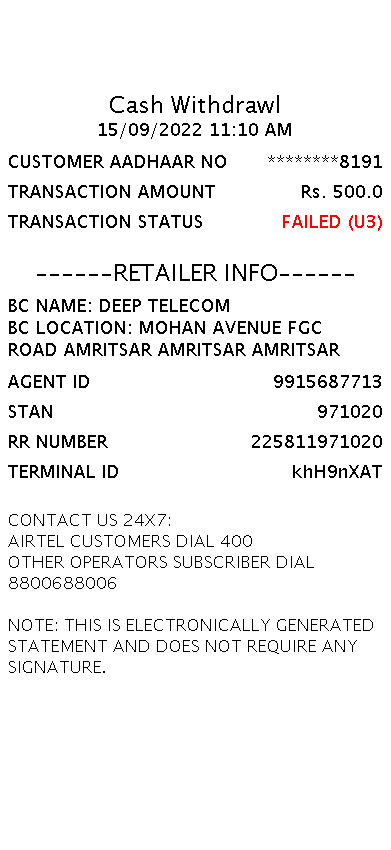 Cash Withdrawl
15/09/2022 11:10 AM
CUSTOMER AADHAAR NO ********8191
TRANSACTION AMOUNT Rs. 500.0
TRANSACTION STATUS FAILED (U3)
------RETAILER INFO------
BC NAME: DEEP TELECOM
BC LOCATION: MOHAN AVENUE FGC
ROAD AMRITSAR AMRITSAR AMRITSAR
AGENT ID 9915687713
STAN 971020
RR NUMBER 225811971020
TERMINAL ID khH9nXAT
CONTACT US 24X7:
AIRTEL CUSTOMERS DIAL 400
OTHER OPERATORS SUBSCRIBER DIAL
8800688006
NOTE: THIS IS ELECTRONICALLY GENERATED
STATEMENT AND DOES NOT REQUIRE ANY
SIGNATURE.